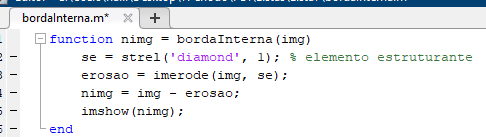 bordaInterna.m*
function nimg = bordaInterna(img)
se = strel('diamond', 1); % elemento estruturante
erosao = imerode(img, se);
nimg = img - erosao;
imshow(nimg);
end